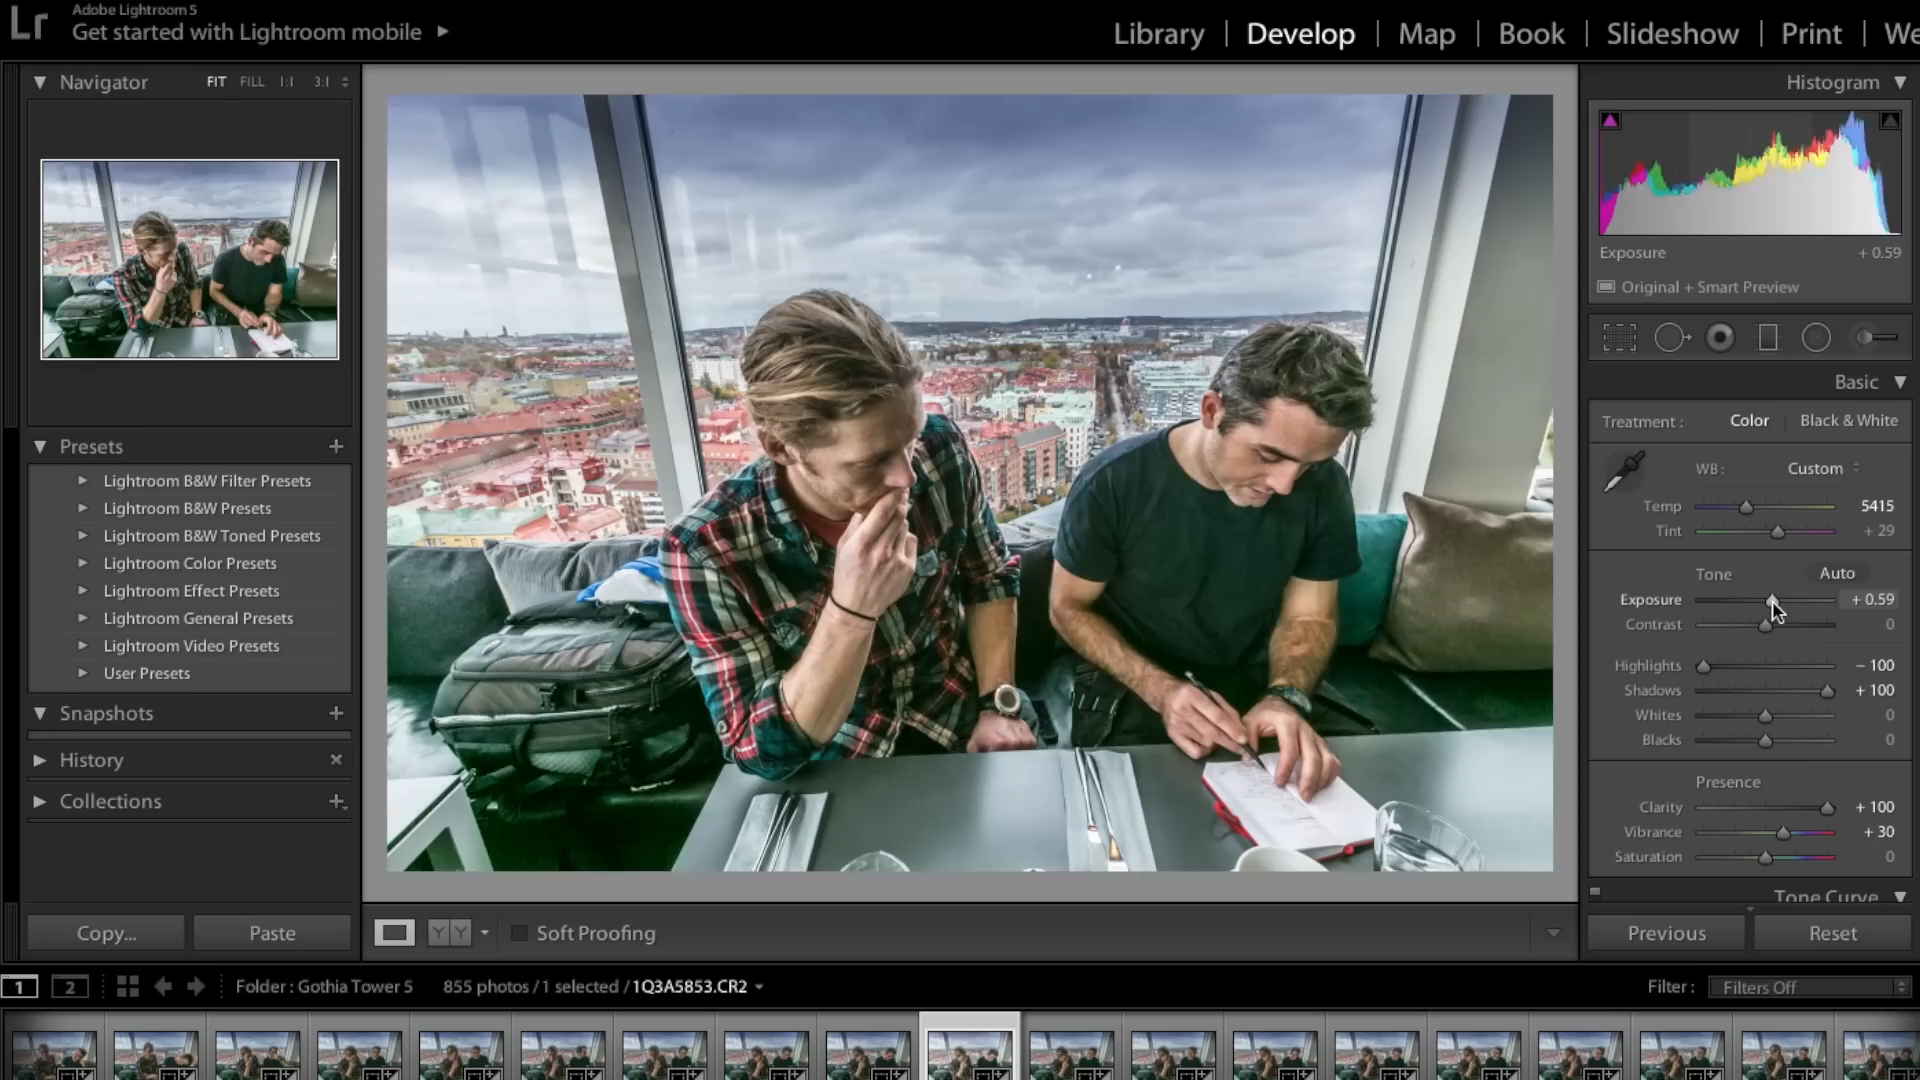 Lr
Adobe Lightroom 5
Get started with Lightroom mobile
Library
Develop
Map
Book
Slideshow
Print
We
Navigator
FIT
FILL
1:1
3:1
Presets
Lightroom B&W Filter Presets
Lightroom B&W Presets
Lightroom B&W Toned Presets
Lightroom Color Presets
Lightroom Effect Presets
Lightroom General Presets
Lightroom Video Presets
User Presets
Snapshots
History
Collections
Copy...
Paste
Soft Proofing
Histogram
Exposure + 0.59
Original + Smart Preview
Basic
Treatment : Color Black & White
WB: Custom
Temp 5415
Tint + 29
Tone Auto
Exposure + 0.59
Contrast 0
Highlights − 100
Shadows + 100
Whites 0
Blacks 0
Presence
Clarity + 100
Vibrance + 30
Saturation 0
Tone Curve
Previous
Reset
1
2
Folder : Gothia Tower 5
855 photos / 1 selected / 1Q3A5853.CR2
Filter : Filters Off